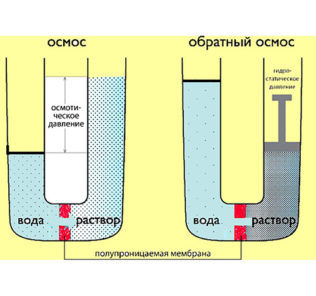 осмос
обратный осмос
осмоти-
ческое
давление
гидро-
статическое
давление
вода
раствор
вода
раствор
полупроницаемая мембрана